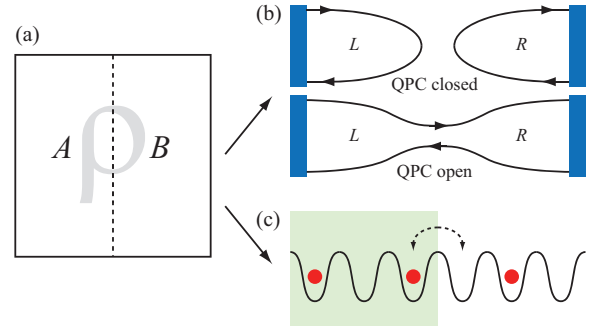 (a)
A ρ B
(b)
L R
QPC closed
L R
QPC open
(c)